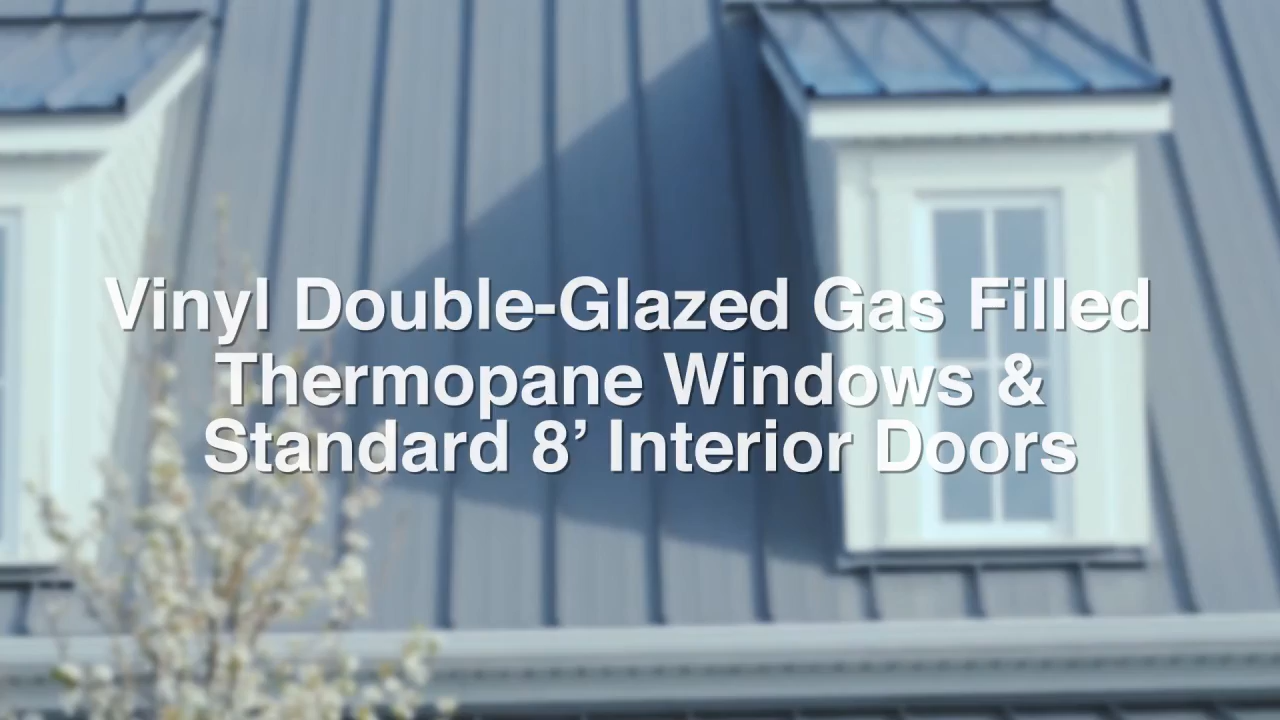 Vinyl Double-Glazed Gas Filled
Thermopane Windows &
Standard 8’ Interior Doors